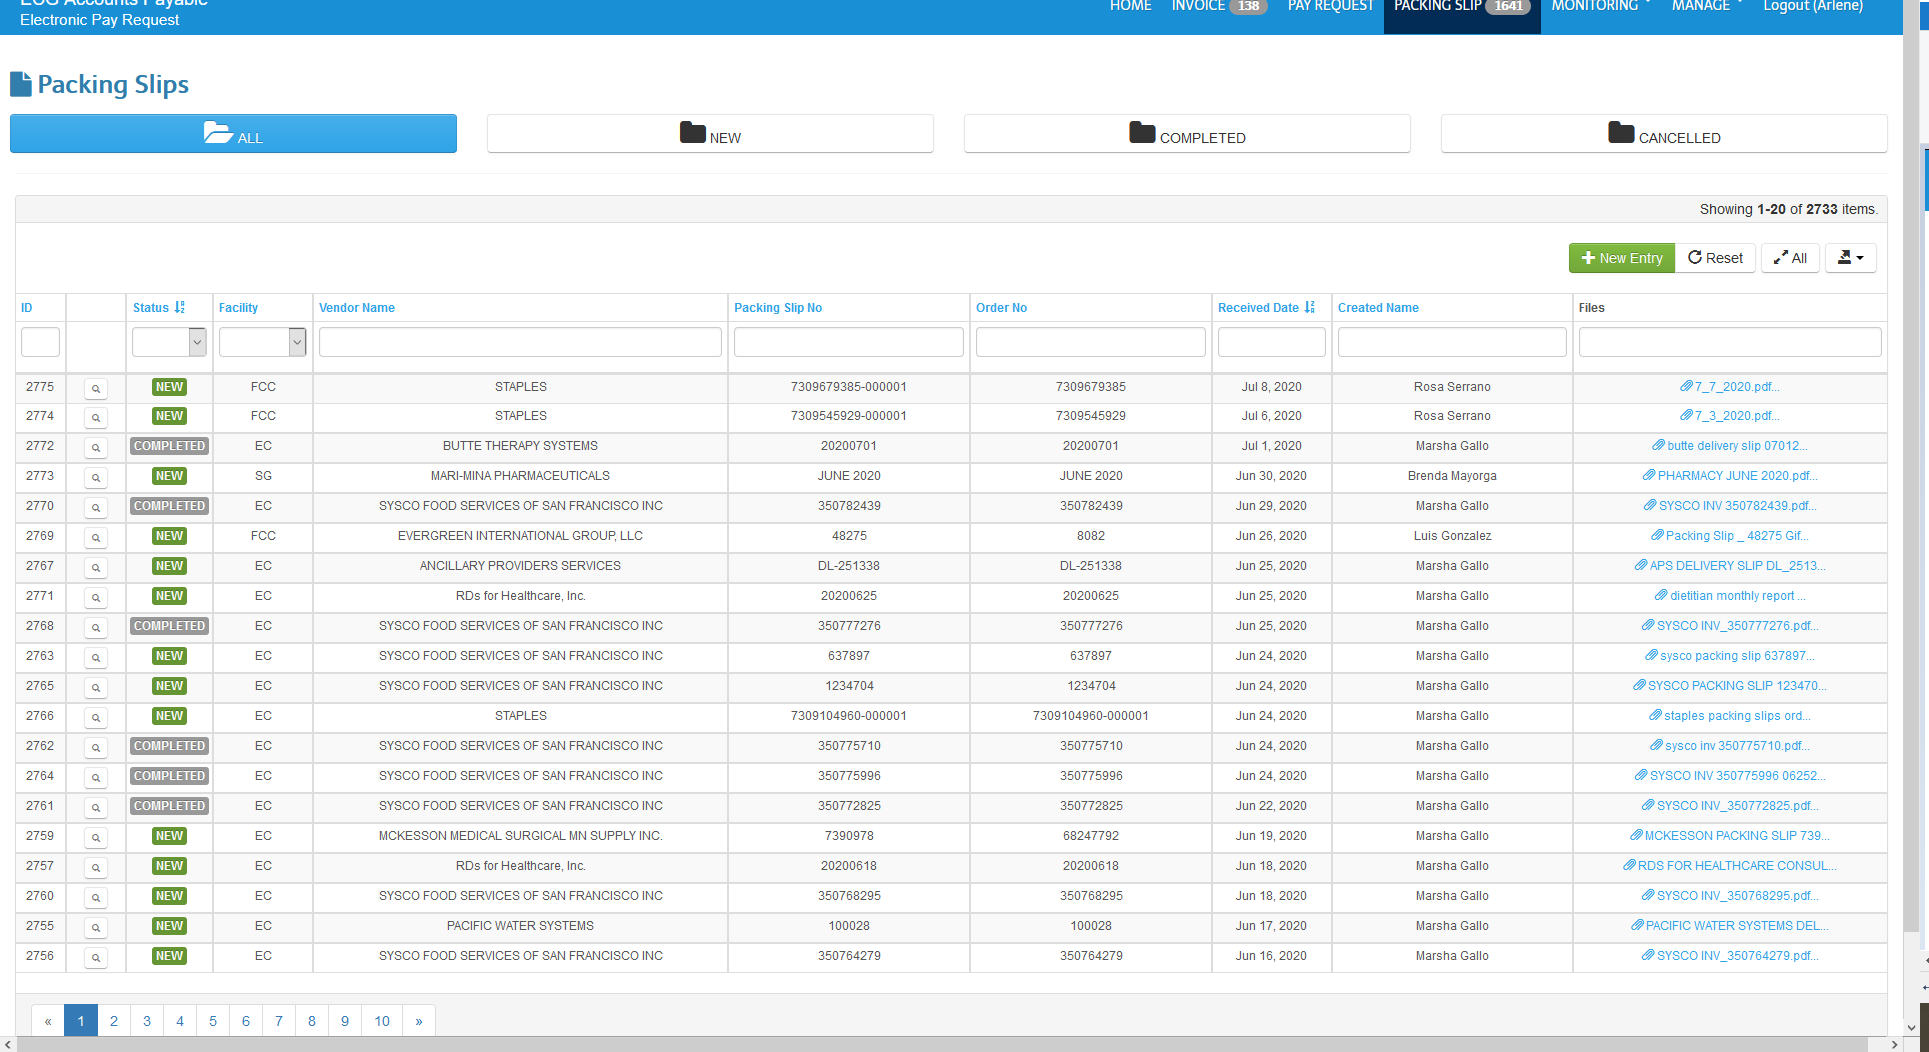 ECG Accounts Payable
Electronic Pay Request
HOME INVOICE 138 PAY REQUEST PACKING SLIP 1641 MONITORING MANAGE Logout (Arlene)
Packing Slips
ALL NEW COMPLETED CANCELLED
Showing 1-20 of 2733 items.
New Entry Reset All
ID Status Facility Vendor Name Packing Slip No Order No Received Date Created Name Files
2775 NEW FCC STAPLES 7309679385-000001 7309679385 Jul 8, 2020 Rosa Serrano 7_7_2020.pdf...
2774 NEW FCC STAPLES 7309545929-000001 7309545929 Jul 6, 2020 Rosa Serrano 7_3_2020.pdf...
2772 COMPLETED EC BUTTE THERAPY SYSTEMS 20200701 20200701 Jul 1, 2020 Marsha Gallo butte delivery slip 07012...
2773 NEW SG MARI-MINA PHARMACEUTICALS JUNE 2020 JUNE 2020 Jun 30, 2020 Brenda Mayorga PHARMACY JUNE 2020.pdf...
2770 COMPLETED EC SYSCO FOOD SERVICES OF SAN FRANCISCO INC 350782439 350782439 Jun 29, 2020 Marsha Gallo SYSCO INV 350782439.pdf...
2769 NEW FCC EVERGREEN INTERNATIONAL GROUP, LLC 48275 8082 Jun 26, 2020 Luis Gonzalez Packing Slip _ 48275 Gif...
2767 NEW EC ANCILLARY PROVIDERS SERVICES DL-251338 DL-251338 Jun 25, 2020 Marsha Gallo APS DELIVERY SLIP DL_2513...
2771 NEW EC RDs for Healthcare, Inc. 20200625 20200625 Jun 25, 2020 Marsha Gallo dietitian monthly report ...
2768 COMPLETED EC SYSCO FOOD SERVICES OF SAN FRANCISCO INC 350777276 350777276 Jun 25, 2020 Marsha Gallo SYSCO INV_350777276.pdf...
2763 NEW EC SYSCO FOOD SERVICES OF SAN FRANCISCO INC 637897 637897 Jun 24, 2020 Marsha Gallo sysco packing slip 637897...
2765 NEW EC SYSCO FOOD SERVICES OF SAN FRANCISCO INC 1234704 1234704 Jun 24, 2020 Marsha Gallo SYSCO PACKING SLIP 123470...
2766 NEW EC STAPLES 7309104960-000001 7309104960-000001 Jun 24, 2020 Marsha Gallo staples packing slips ord...
2762 COMPLETED EC SYSCO FOOD SERVICES OF SAN FRANCISCO INC 350775710 350775710 Jun 24, 2020 Marsha Gallo sysco inv 350775710.pdf...
2764 COMPLETED EC SYSCO FOOD SERVICES OF SAN FRANCISCO INC 350775996 350775996 Jun 24, 2020 Marsha Gallo SYSCO INV 350775996 06252...
2761 COMPLETED EC SYSCO FOOD SERVICES OF SAN FRANCISCO INC 350772825 350772825 Jun 22, 2020 Marsha Gallo SYSCO INV_350772825.pdf...
2759 NEW EC MCKESSON MEDICAL SURGICAL MN SUPPLY INC. 7390978 68247792 Jun 19, 2020 Marsha Gallo MCKESSON PACKING SLIP 739...
2757 NEW EC RDs for Healthcare, Inc. 20200618 20200618 Jun 18, 2020 Marsha Gallo RDS FOR HEALTHCARE CONSUL...
2760 NEW EC SYSCO FOOD SERVICES OF SAN FRANCISCO INC 350768295 350768295 Jun 18, 2020 Marsha Gallo SYSCO INV_350768295.pdf...
2755 NEW EC PACIFIC WATER SYSTEMS 100028 100028 Jun 17, 2020 Marsha Gallo PACIFIC WATER SYSTEMS DEL...
2756 NEW EC SYSCO FOOD SERVICES OF SAN FRANCISCO INC 350764279 350764279 Jun 16, 2020 Marsha Gallo SYSCO INV_350764279.pdf...
« 1 2 3 4 5 6 7 8 9 10 »